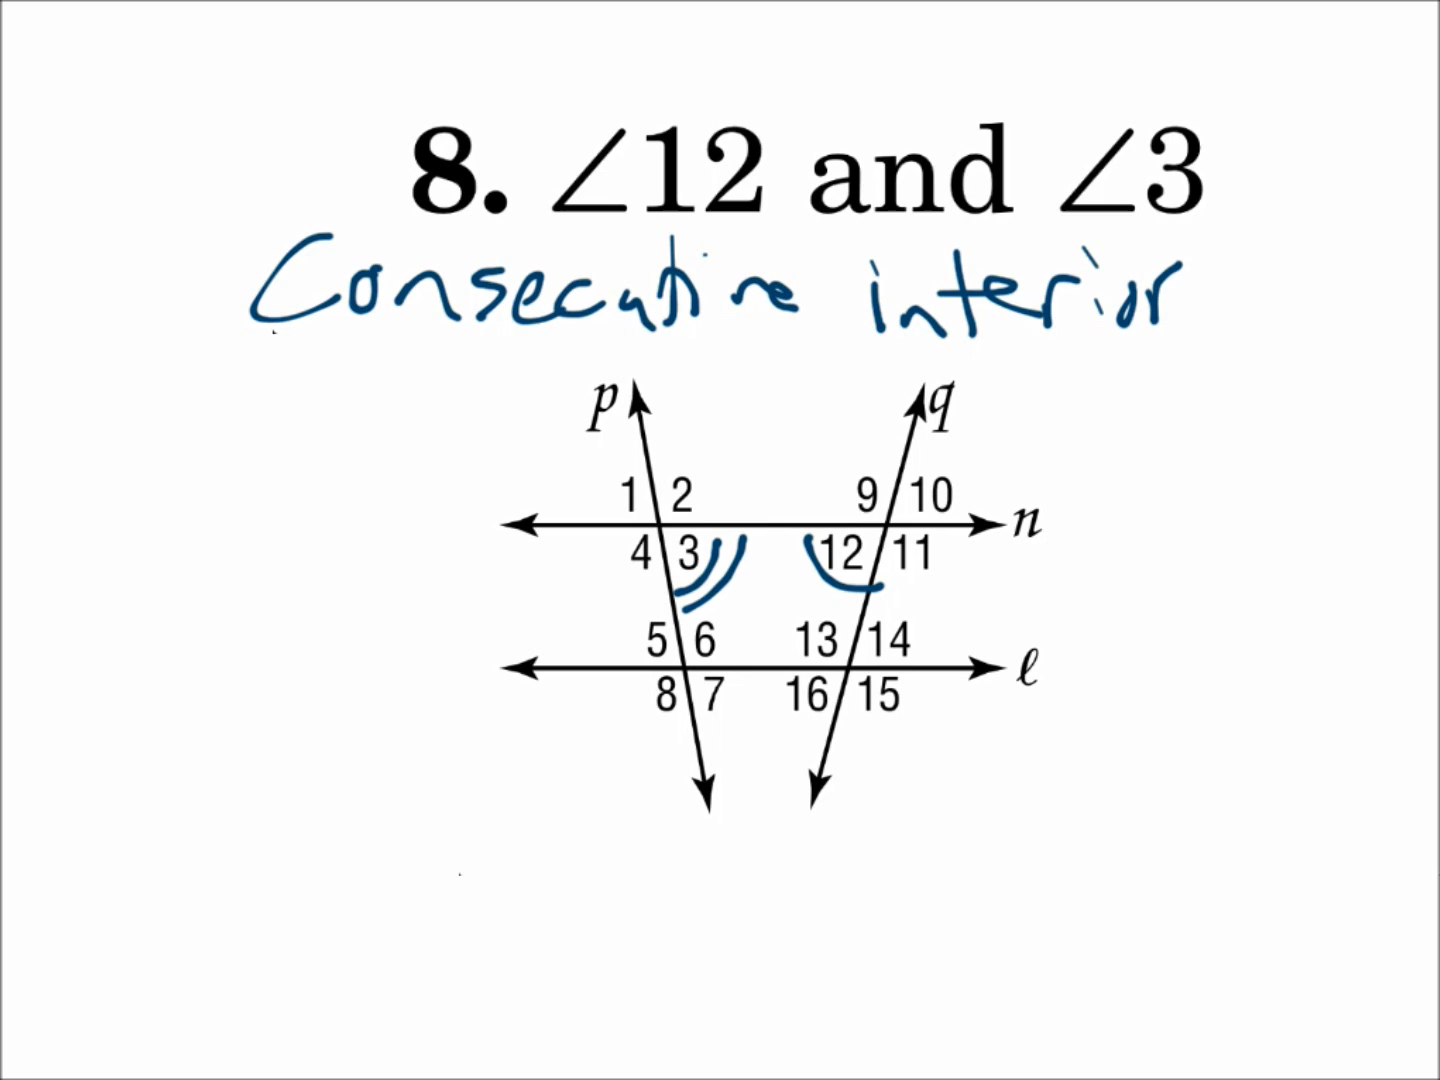 8. ∠12 and ∠3
Consecutive interior
p q
1 2 9 10
n
4 3 12 11
5 6 13 14
ℓ
8 7 16 15